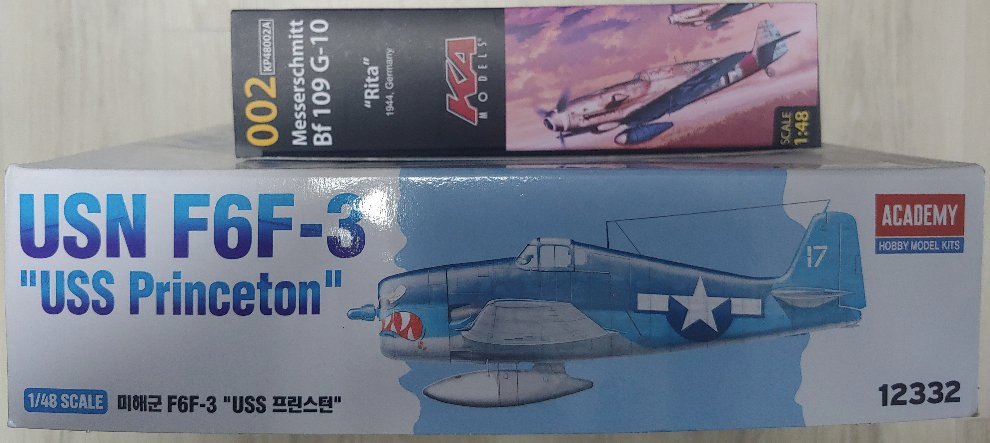 002 KP48002A
Messerschmitt
Bf 109 G-10
"Rita"
1944, Germany
KA
MODELS
SCALE
1:48
USN F6F-3
"USS Princeton"
1/48 SCALE 미해군 F6F-3 "USS 프린스턴"
17
ACADEMY
HOBBY MODEL KITS
12332